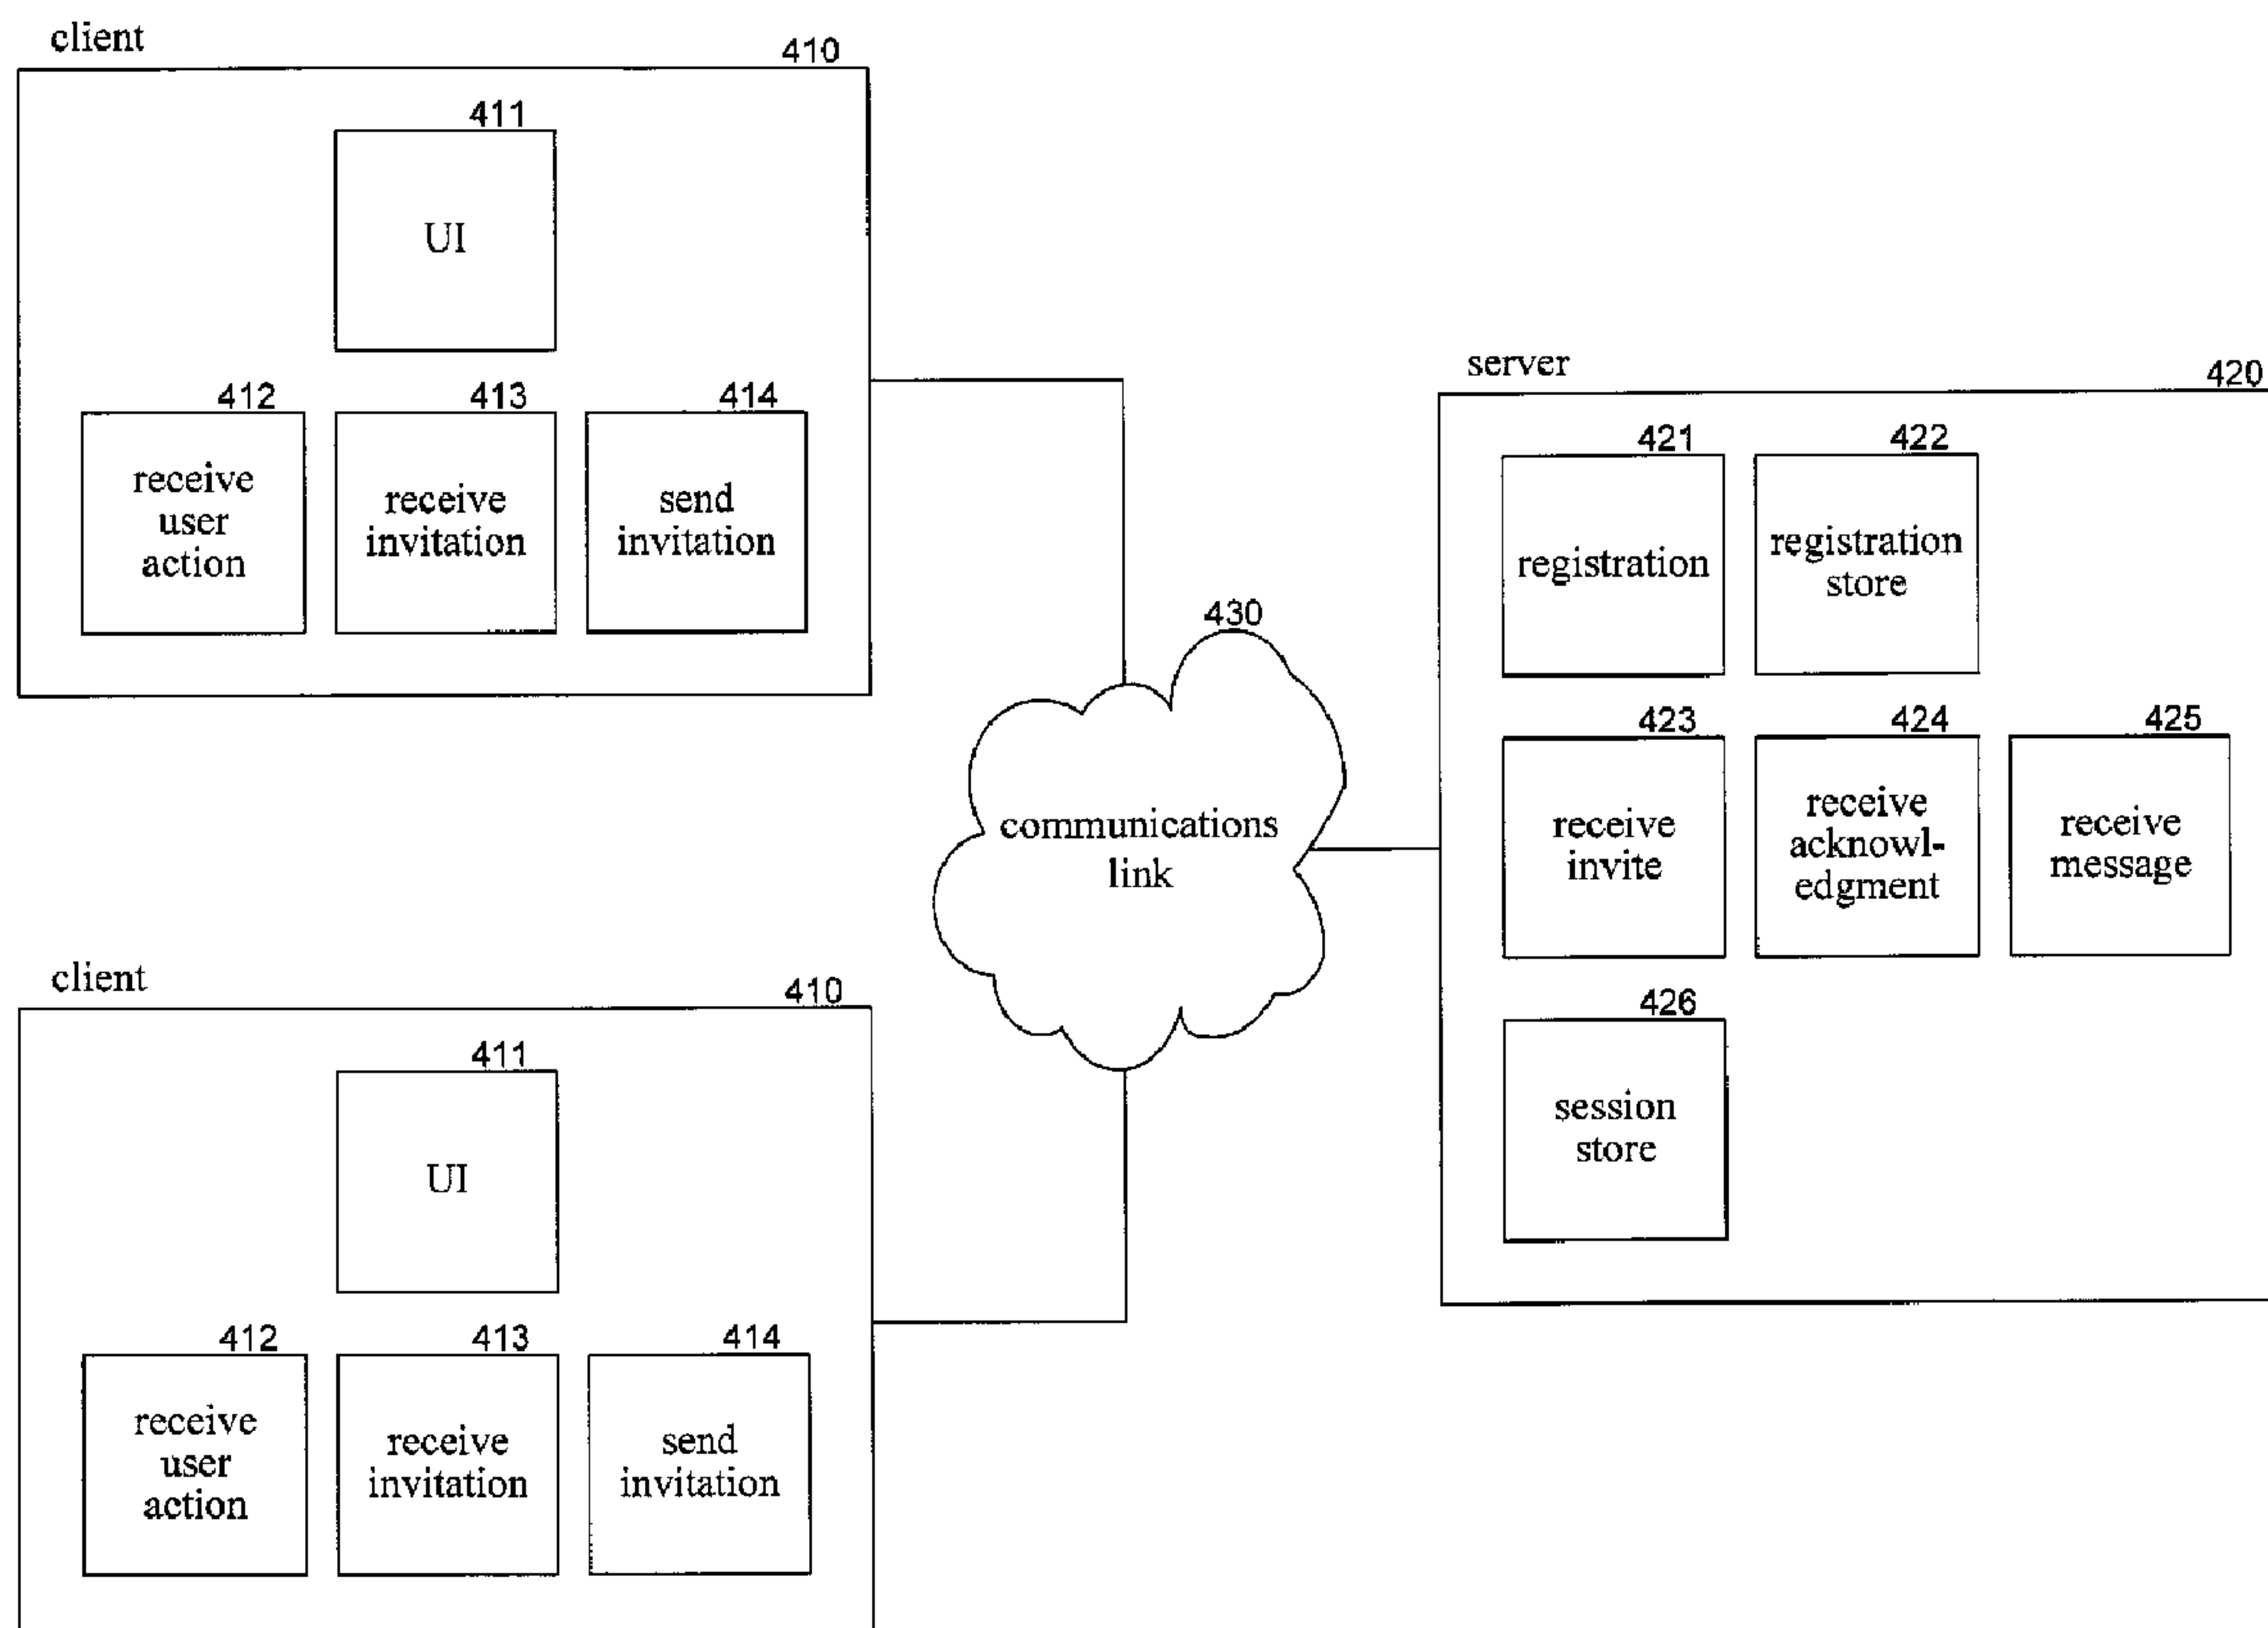 client
410
411
UI
412
413
414
receive
user
action
receive
invitation
send
invitation
client
410
411
UI
412
413
414
receive
user
action
receive
invitation
send
invitation
430
communications
link
server
420
421
422
registration
registration
store
423
424
425
receive
invite
receive
acknowl-
edgment
receive
message
426
session
store